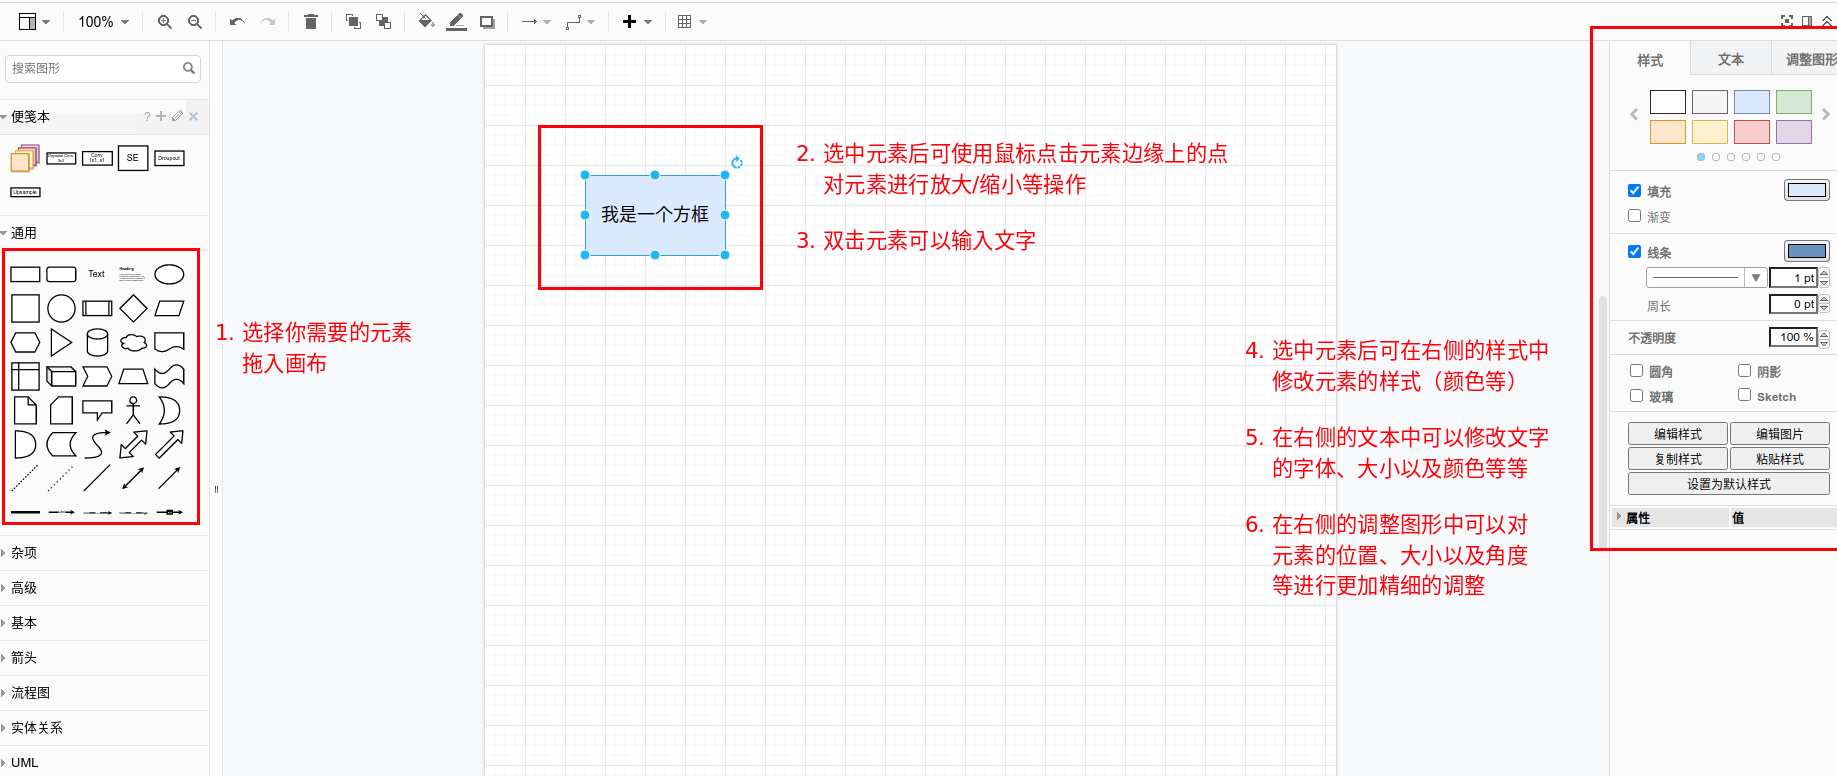 100%
搜索图形
便笺本
?
SE
Droupout
Upsample
通用
Text
Heading
杂项
高级
基本
箭头
流程图
实体关系
UML
1. 选择你需要的元素
拖入画布
我是一个方框
2. 选中元素后可使用鼠标点击元素边缘上的点
对元素进行放大/缩小等操作
3. 双击元素可以输入文字
4. 选中元素后可在右侧的样式中
修改元素的样式（颜色等）
5. 在右侧的文本中可以修改文字
的字体、大小以及颜色等等
6. 在右侧的调整图形中可以对
元素的位置、大小以及角度
等进行更加精细的调整
样式 文本 调整图形
填充
渐变
线条
1 pt
周长 0 pt
不透明度 100 %
圆角 阴影
玻璃 Sketch
编辑样式 编辑图片
复制样式 粘贴样式
设置为默认样式
属性 值